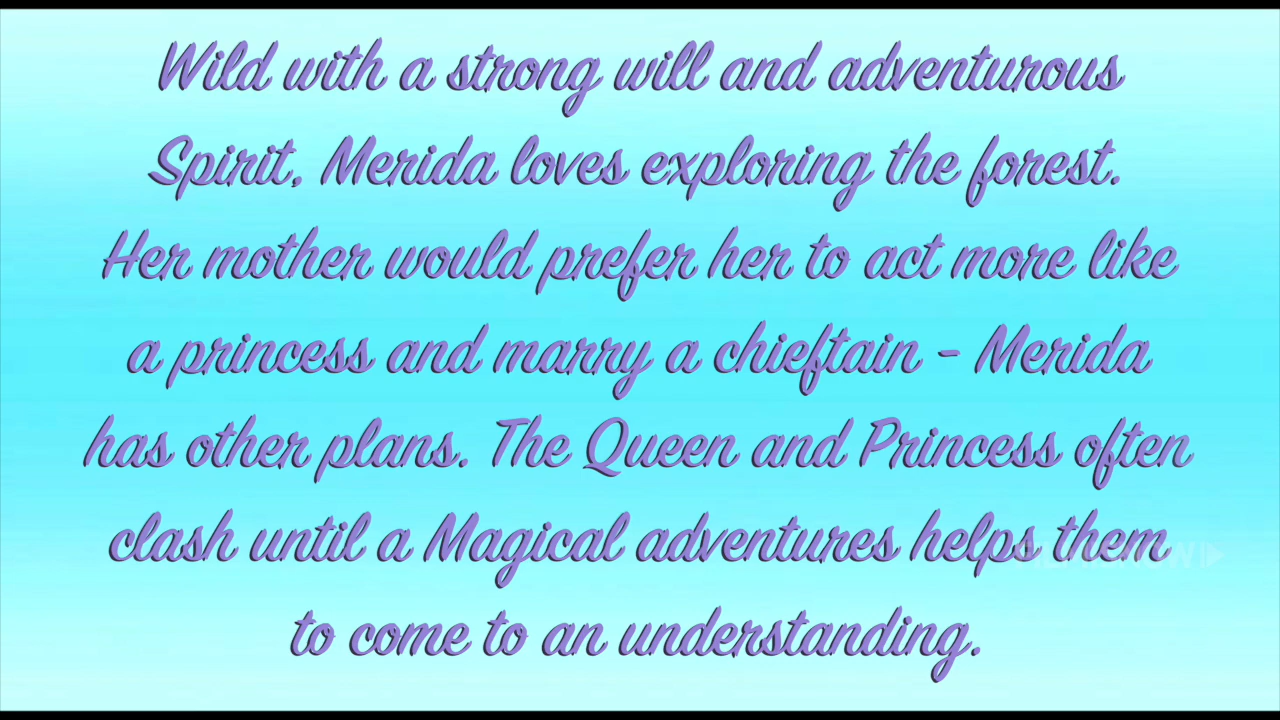 Wild with a strong will and adventurous
Spirit, Merida loves exploring the forest.
Her mother would prefer her to act more like
a princess and marry a chieftain - Merida
has other plans. The Queen and Princess often
clash until a Magical adventures helps them
to come to an understanding.